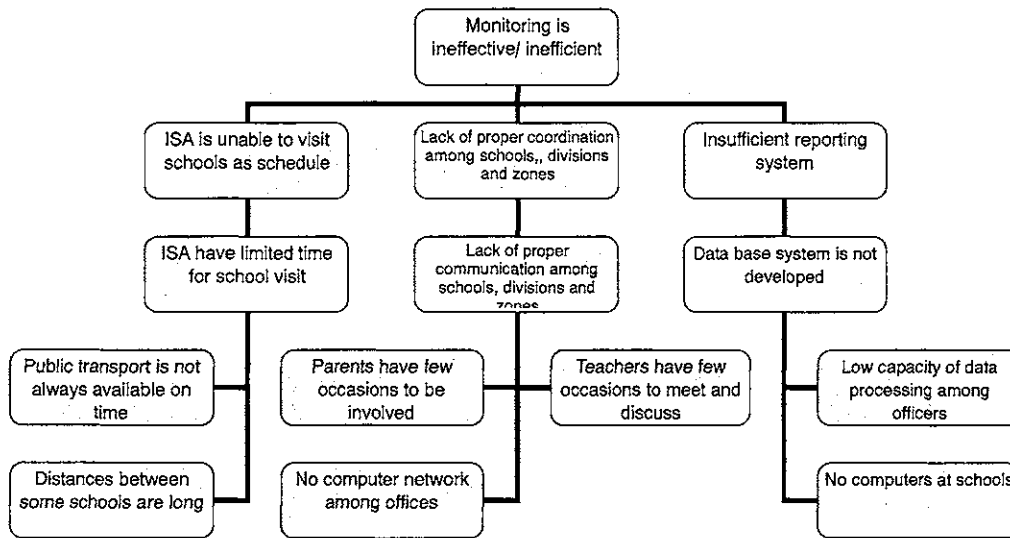 Monitoring is
ineffective/ inefficient
ISA is unable to visit
schools as schedule
Lack of proper coordination
among schools,, divisions
and zones
Insufficient reporting
system
ISA have limited time
for school visit
Lack of proper
communication among
schools, divisions and
zones
Data base system is not
developed
Public transport is not
always available on
time
Parents have few
occasions to be
involved
Teachers have few
occasions to meet and
discuss
Low capacity of data
processing among
officers
Distances between
some schools are long
No computer network
among offices
No computers at schools